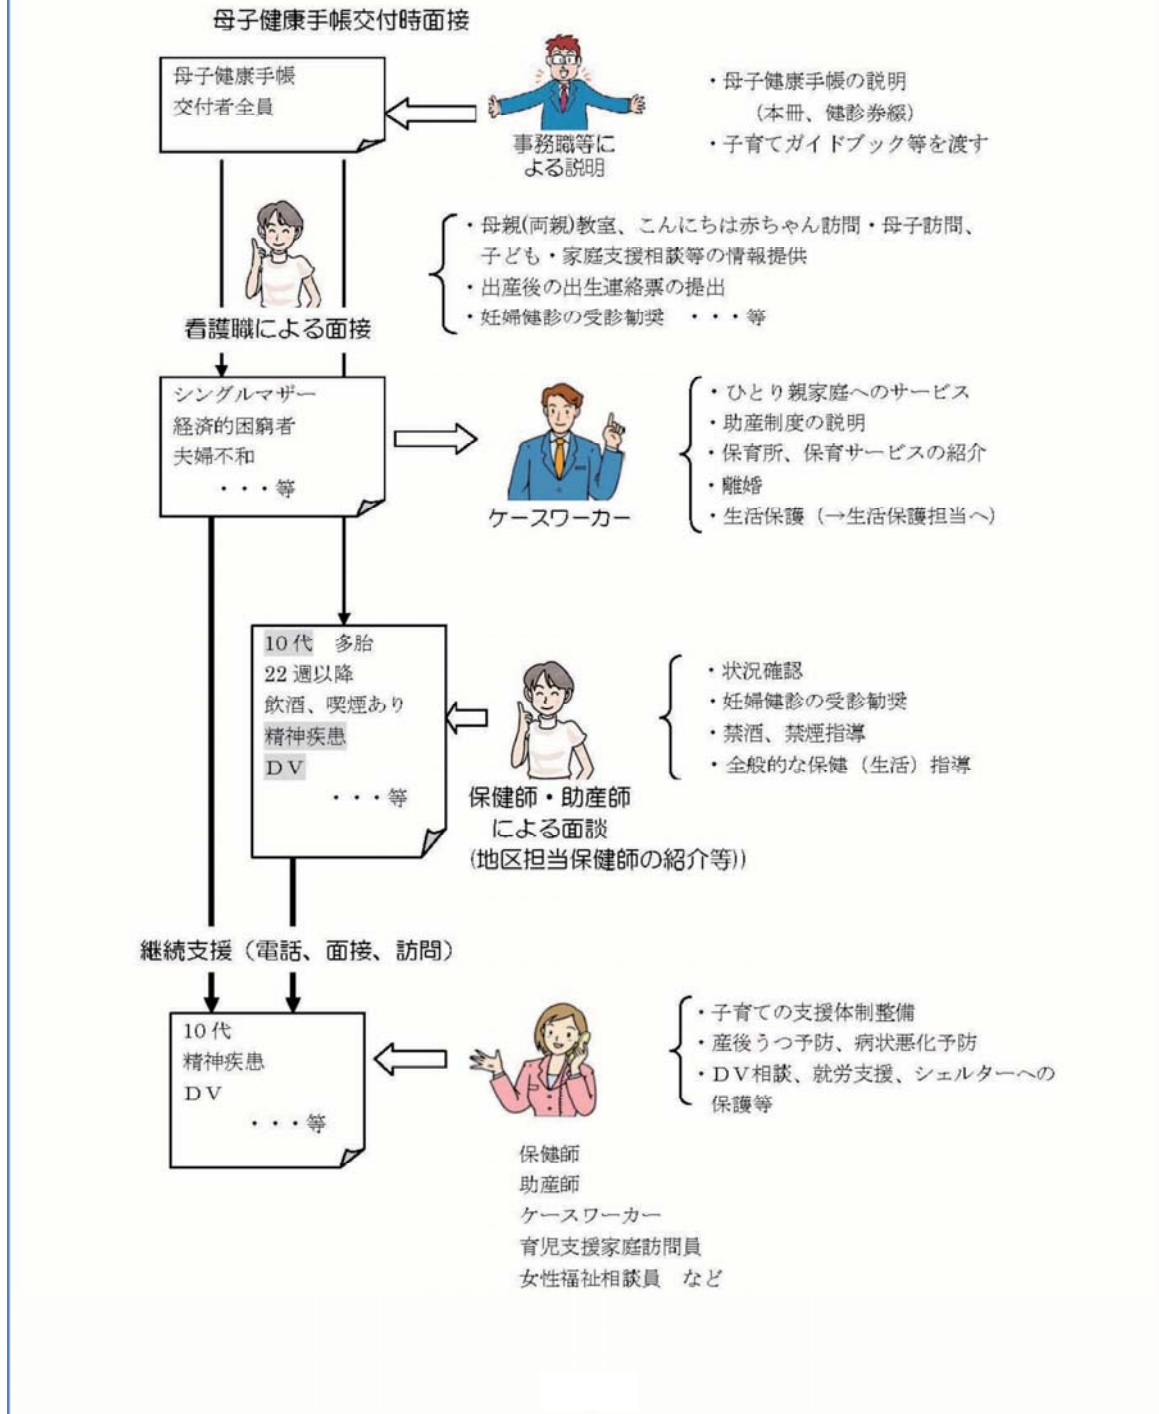 母子健康手帳交付時面接
母子健康手帳
交付者全員
事務職等に
よる説明
・母子健康手帳の説明
（本冊、健診券綴）
・子育てガイドブック等を渡す
看護職による面接
・母親(両親)教室、こんにちは赤ちゃん訪問・母子訪問、
子ども・家庭支援相談等の情報提供
・出産後の出生連絡票の提出
・妊婦健診の受診勧奨　・・・等
シングルマザー
経済的困窮者
夫婦不和
・・・等
ケースワーカー
・ひとり親家庭へのサービス
・助産制度の説明
・保育所、保育サービスの紹介
・離婚
・生活保護（→生活保護担当へ）
10代　多胎
22週以降
飲酒、喫煙あり
精神疾患
ＤＶ
・・・等
保健師・助産師
による面談
(地区担当保健師の紹介等))
・状況確認
・妊婦健診の受診勧奨
・禁酒、禁煙指導
・全般的な保健（生活）指導
継続支援（電話、面接、訪問）
10代
精神疾患
ＤＶ
・・・等
・子育ての支援体制整備
・産後うつ予防、病状悪化予防
・ＤＶ相談、就労支援、シェルターへの
保護等
保健師
助産師
ケースワーカー
育児支援家庭訪問員
女性福祉相談員　など